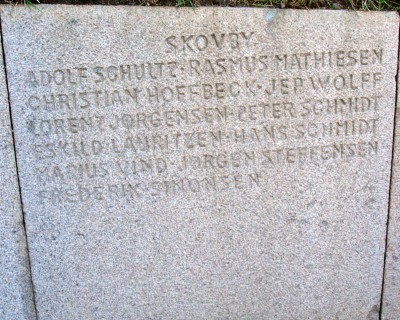 SKOVBY
ADOLF SCHULTZ · RASMUS MATHIESEN
CHRISTIAN HOFFBECK · JEP WOLFF
LORENT JØRGENSEN · PETER SCHMIDT
ESKILD LAURITZEN · HANS SCHMIDT
MARIUS VIND · JØRGEN STEFFENSEN
FREDERIK · SIMONSEN